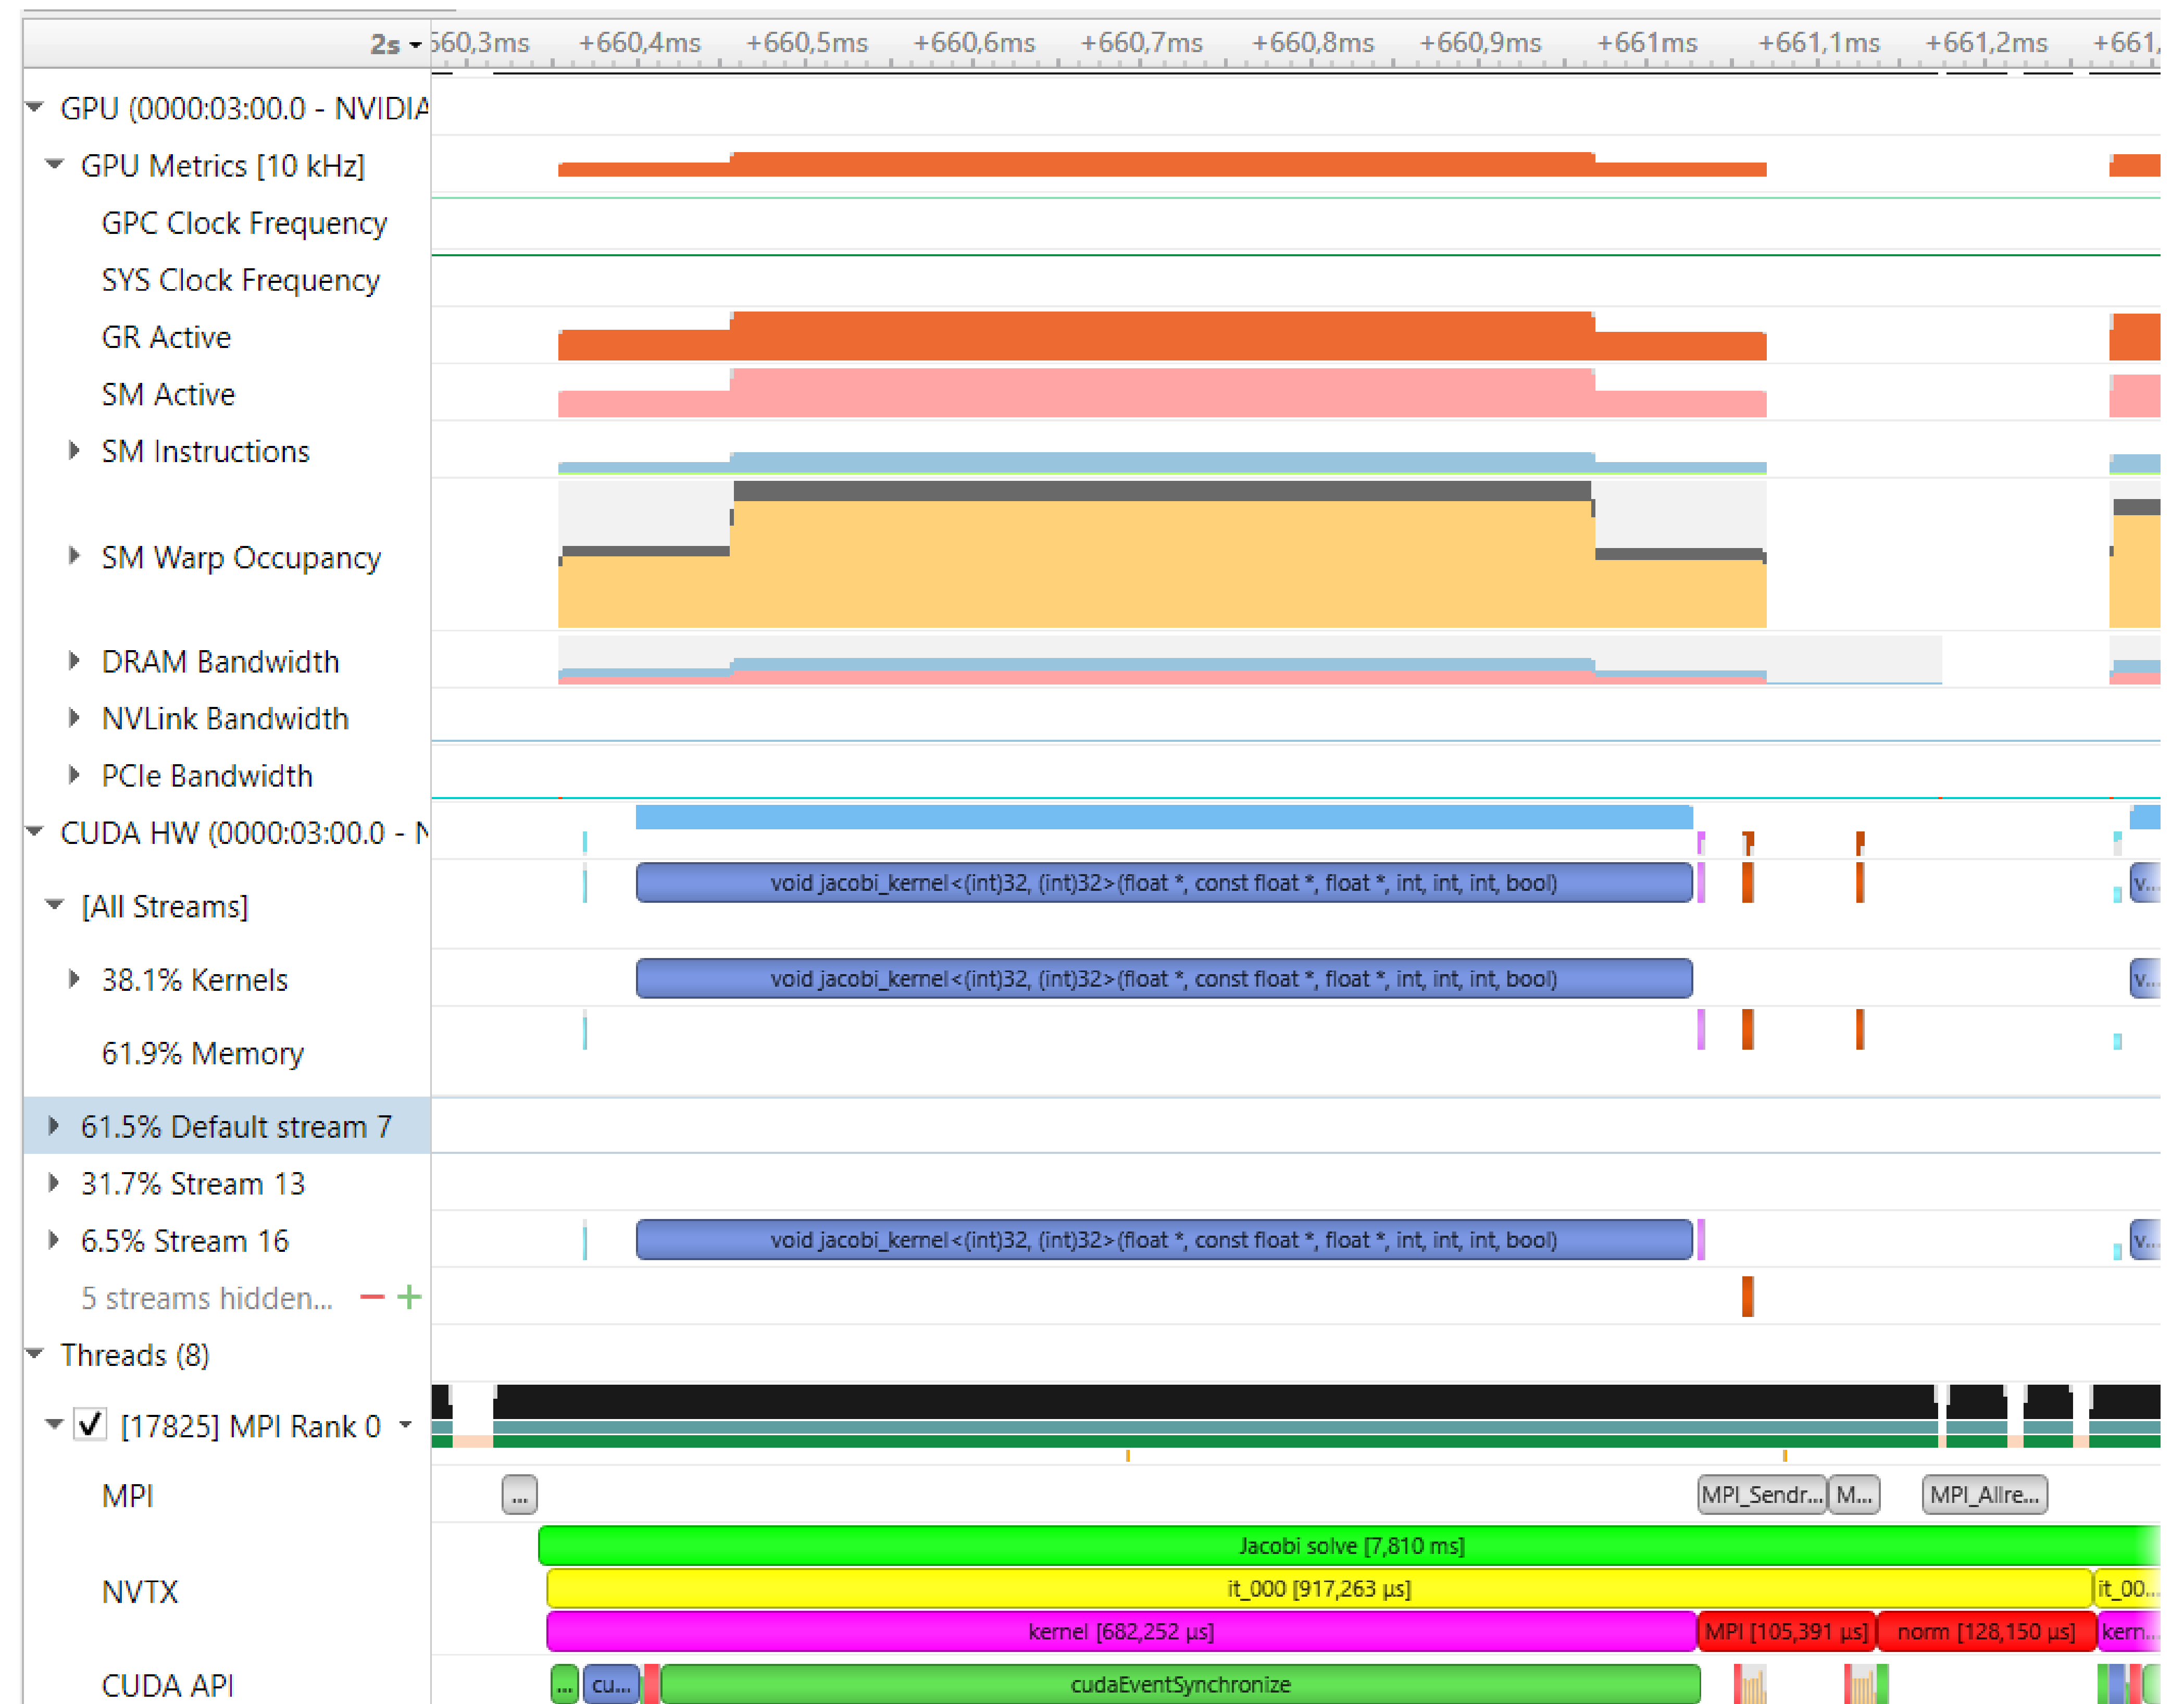 2s 660,3ms +660,4ms +660,5ms +660,6ms +660,7ms +660,8ms +660,9ms +661ms +661,1ms +661,2ms +661,
GPU (0000:03:00.0 - NVIDIA
GPU Metrics [10 kHz]
GPC Clock Frequency
SYS Clock Frequency
GR Active
SM Active
SM Instructions
SM Warp Occupancy
DRAM Bandwidth
NVLink Bandwidth
PCIe Bandwidth
CUDA HW (0000:03:00.0 - N
[All Streams] void jacobi_kernel<(int)32, (int)32>(float *, const float *, float *, int, int, int, bool) v...
38.1% Kernels void jacobi_kernel<(int)32, (int)32>(float *, const float *, float *, int, int, int, bool) v...
61.9% Memory
61.5% Default stream 7
31.7% Stream 13
6.5% Stream 16 void jacobi_kernel<(int)32, (int)32>(float *, const float *, float *, int, int, int, bool) v...
5 streams hidden... − +
Threads (8)
[17825] MPI Rank 0
MPI ... MPI_Sendr... M... MPI_Allre...
Jacobi solve [7,810 ms]
NVTX it_000 [917,263 µs] it_00...
kernel [682,252 µs] MPI [105,391 µs] norm [128,150 µs] kern...
CUDA API ... cu... cudaEventSynchronize